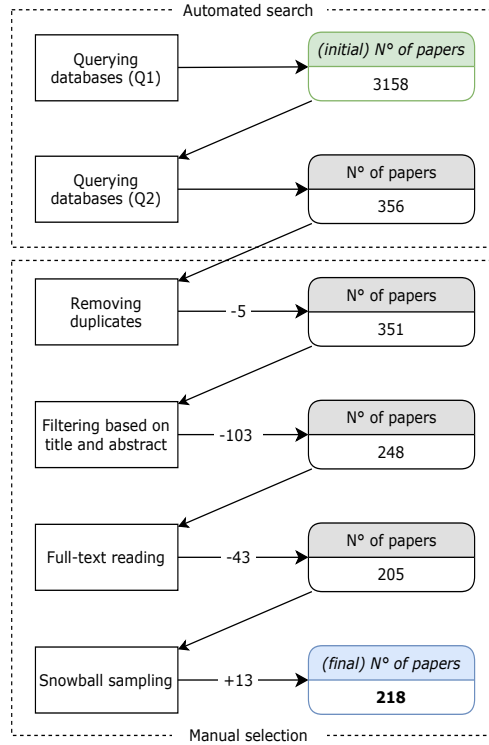 Automated search
Querying
databases (Q1)
(initial) N° of papers
3158
Querying
databases (Q2)
N° of papers
356
Removing
duplicates
-5
N° of papers
351
Filtering based on
title and abstract
-103
N° of papers
248
Full-text reading
-43
N° of papers
205
Snowball sampling
+13
(final) N° of papers
218
Manual selection